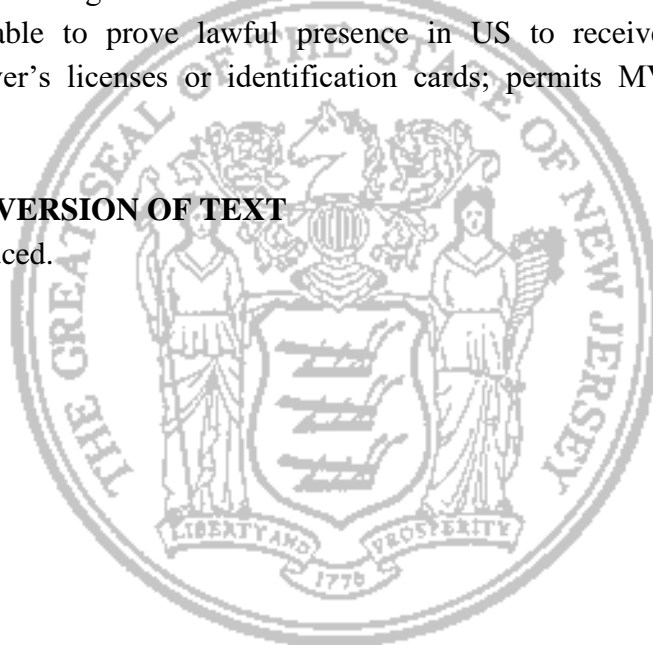 able to prove lawful presence in US to receive
er's licenses or identification cards; permits MV
VERSION OF TEXT
ced.
THE GREAT SEAL OF THE STATE OF NEW JERSEY
LIBERTY AND PROSPERITY
1776